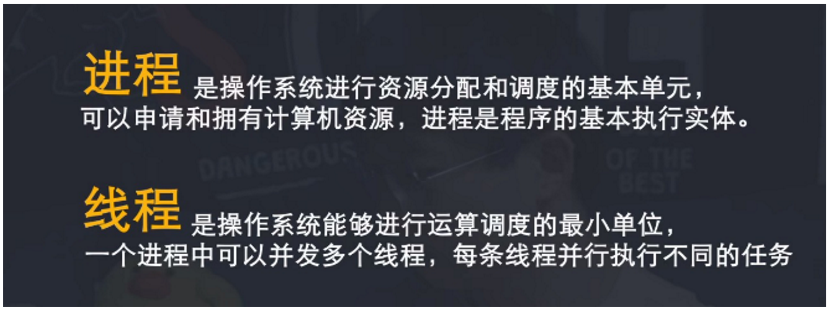 进程 是操作系统进行资源分配和调度的基本单元，
可以申请和拥有计算机资源，进程是程序的基本执行实体。
DANGEROUS
OF THE
BEST
线程 是操作系统能够进行运算调度的最小单位，
一个进程中可以并发多个线程，每条线程并行执行不同的任务